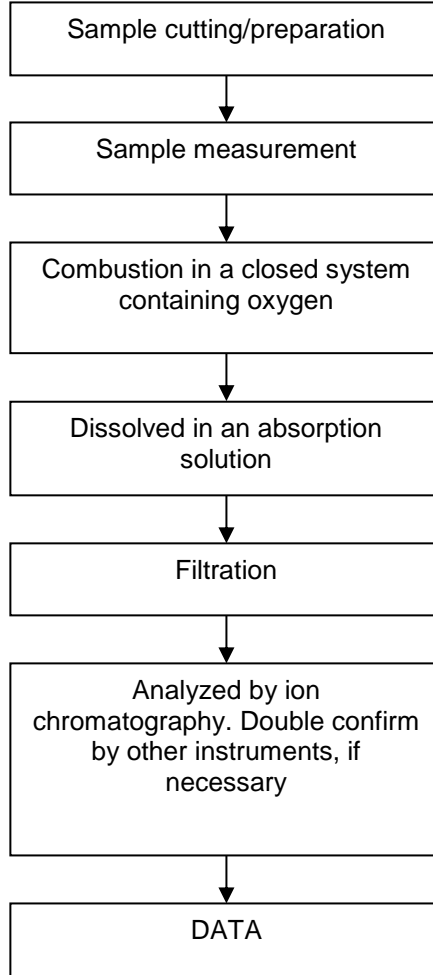 Sample cutting/preparation
Sample measurement
Combustion in a closed system
containing oxygen
Dissolved in an absorption
solution
Filtration
Analyzed by ion
chromatography. Double confirm
by other instruments, if
necessary
DATA